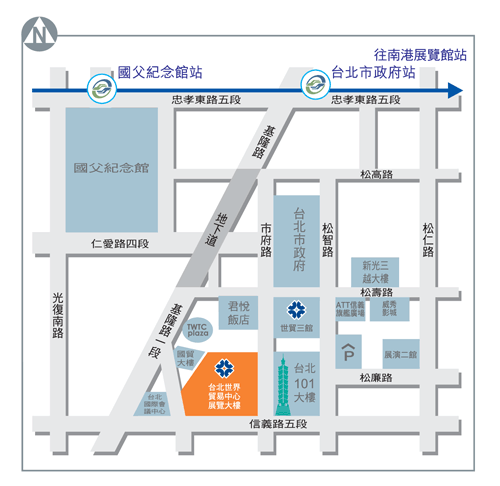 N
往南港展覽館站
國父紀念館站
台北市政府站
忠孝東路五段
忠孝東路五段
基隆路
國父紀念館
松高路
地下道
市府路
台北市政府
松智路
松仁路
仁愛路四段
新光三
越大樓
光復南路
基隆路一段
君悅
飯店
松壽路
TWTC
plaza
世貿三館
ATT信義
旗艦廣場
威秀
影城
國貿
大樓
P
展演二館
台北世界
貿易中心
展覽大樓
台北
101
大樓
松廉路
台北
國際會
議中心
信義路五段